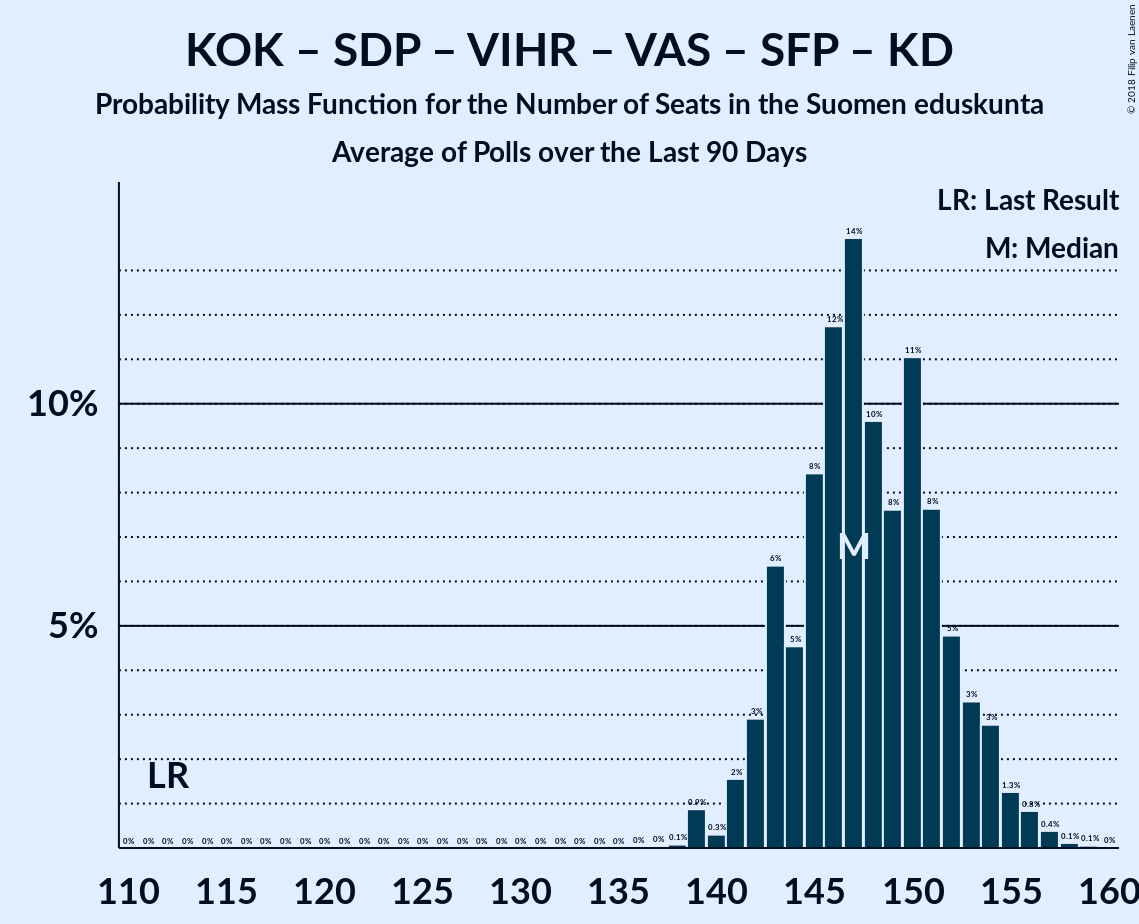 KOK – SDP – VIHR – VAS – SFP – KD
Probability Mass Function for the Number of Seats in the Suomen eduskunta
Average of Polls over the Last 90 Days
© 2018 Filip van Laenen
LR: Last Result
M: Median
14%
12%
11%
10%
10%
8%
8%
8%
M
6%
5%
5%
5%
3%
3%
3%
LR
2%
1.3%
0.9%
0.8%
0.4%
0.3%
0% 0% 0% 0% 0% 0% 0% 0% 0% 0% 0% 0% 0% 0% 0% 0% 0% 0% 0% 0% 0% 0% 0% 0% 0% 0% 0% 0% 0.1% 0.1% 0.1% 0%
110 115 120 125 130 135 140 145 150 155 160